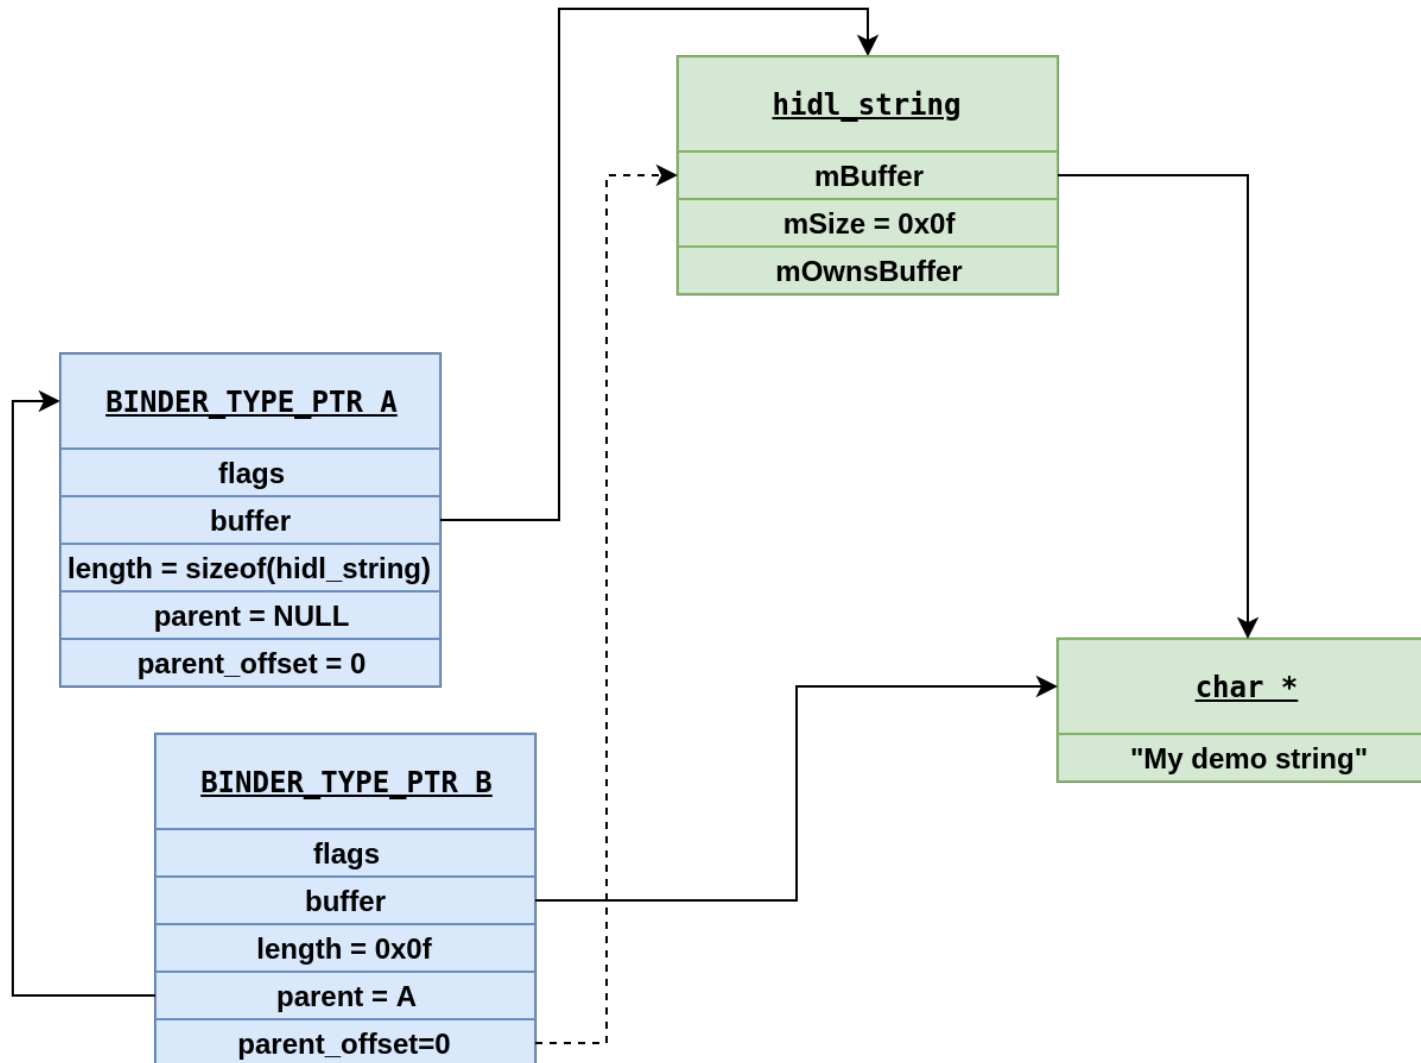 hidl_string
mBuffer
mSize = 0x0f
mOwnsBuffer
BINDER_TYPE_PTR A
flags
buffer
length = sizeof(hidl_string)
parent = NULL
parent_offset = 0
char *
"My demo string"
BINDER_TYPE_PTR B
flags
buffer
length = 0x0f
parent = A
parent_offset=0